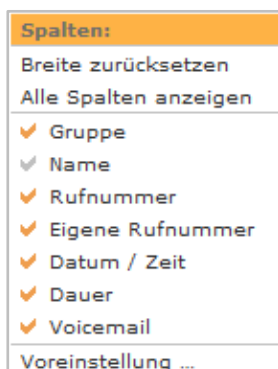 Spalten:
Breite zurücksetzen
Alle Spalten anzeigen
Gruppe
Name
Rufnummer
Eigene Rufnummer
Datum / Zeit
Dauer
Voicemail
Voreinstellung ...